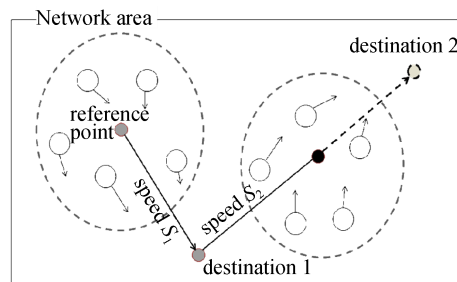 Network area
destination 2
reference
point
speed S1
speed S2
destination 1